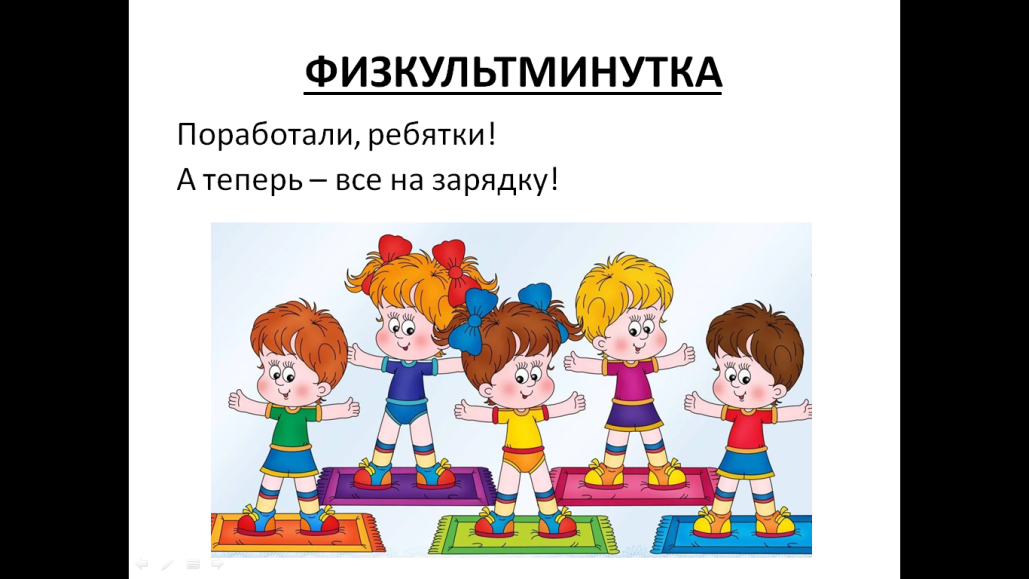 ФИЗКУЛЬТМИНУТКА
Поработали, ребятки!
А теперь – все на зарядку!